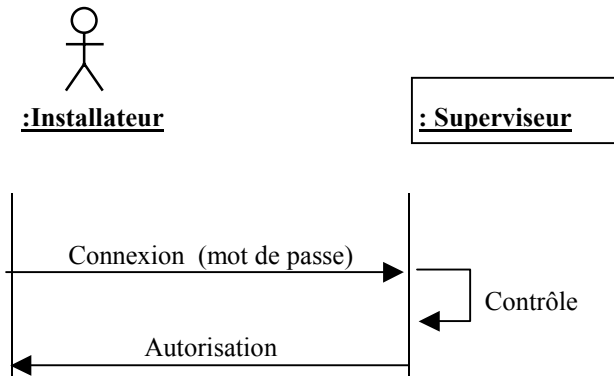 :Installateur
: Superviseur
Connexion (mot de passe)
Contrôle
Autorisation